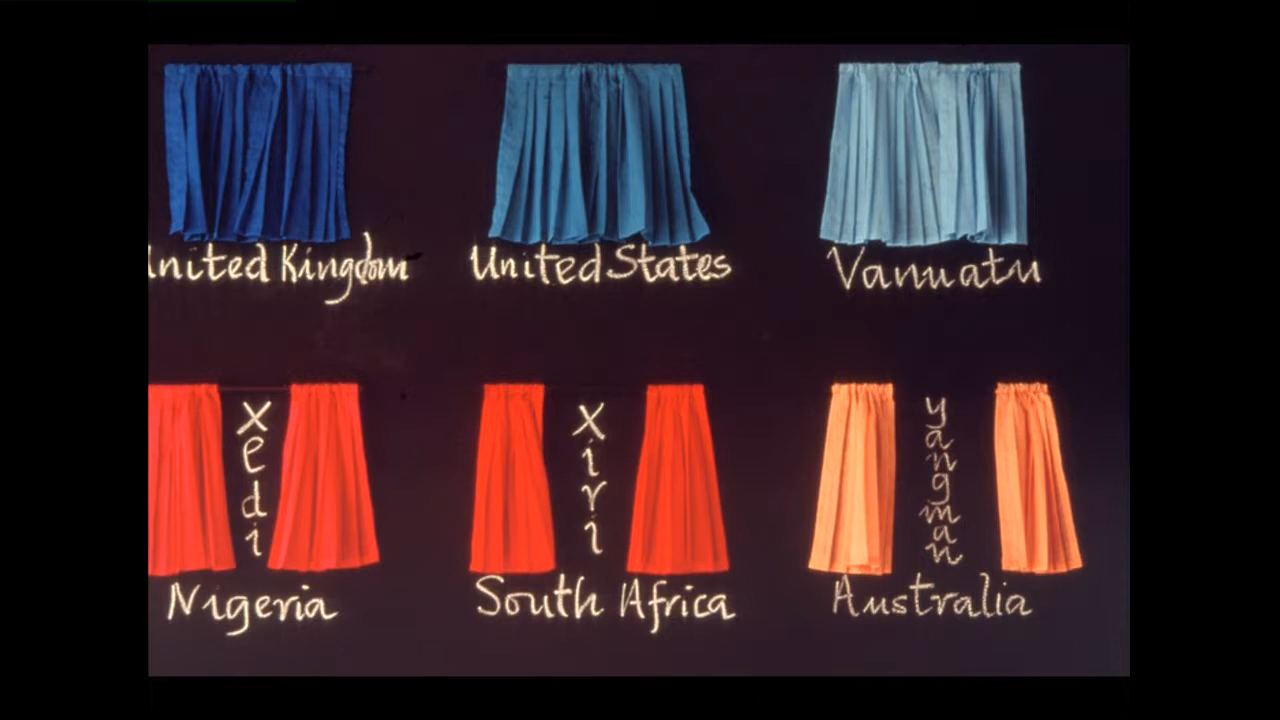 United Kingdom
United States
Vanuatu
xedi
xiri
yangman
Nigeria
South Africa
Australia